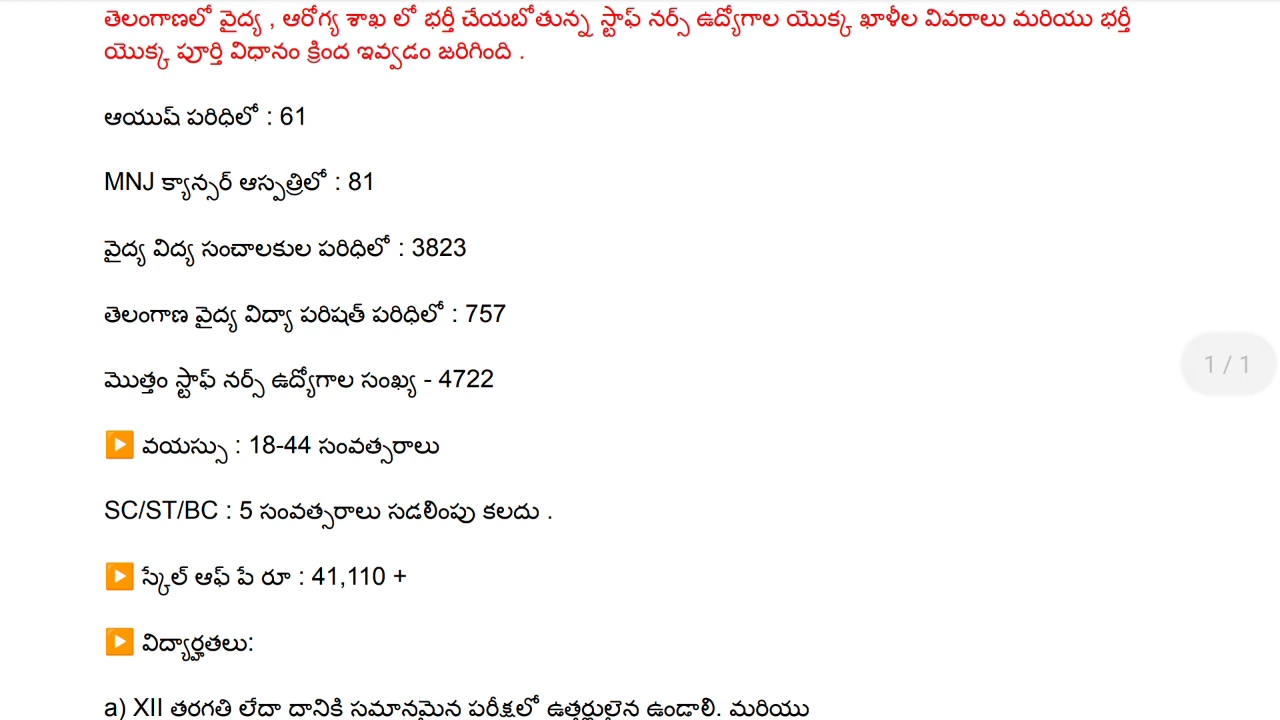 తెలంగాణలో వైద్య , ఆరోగ్య శాఖ లో భర్తీ చేయబోతున్న స్టాఫ్ నర్స్ ఉద్యోగాల యొక్క ఖాళీల వివరాలు మరియు భర్తీ
యొక్క పూర్తి విధానం క్రింద ఇవ్వడం జరిగింది .
ఆయుష్ పరిధిలో : 61
MNJ క్యాన్సర్ ఆస్పత్రిలో : 81
వైద్య విద్య సంచాలకుల పరిధిలో : 3823
తెలంగాణ వైద్య విద్యా పరిషత్ పరిధిలో : 757
1 / 1
మొత్తం స్టాఫ్ నర్స్ ఉద్యోగాల సంఖ్య - 4722
▶️ వయస్సు : 18-44 సంవత్సరాలు
SC/ST/BC : 5 సంవత్సరాలు సడలింపు కలదు .
▶️ స్కేల్ ఆఫ్ పే రూ : 41,110 +
▶️ విద్యార్హతలు:
a) XII తరగతి లేదా దానికి సమానమైన పరీక్షలో ఉత్తర్ణులైన ఉండాలి. మరియు